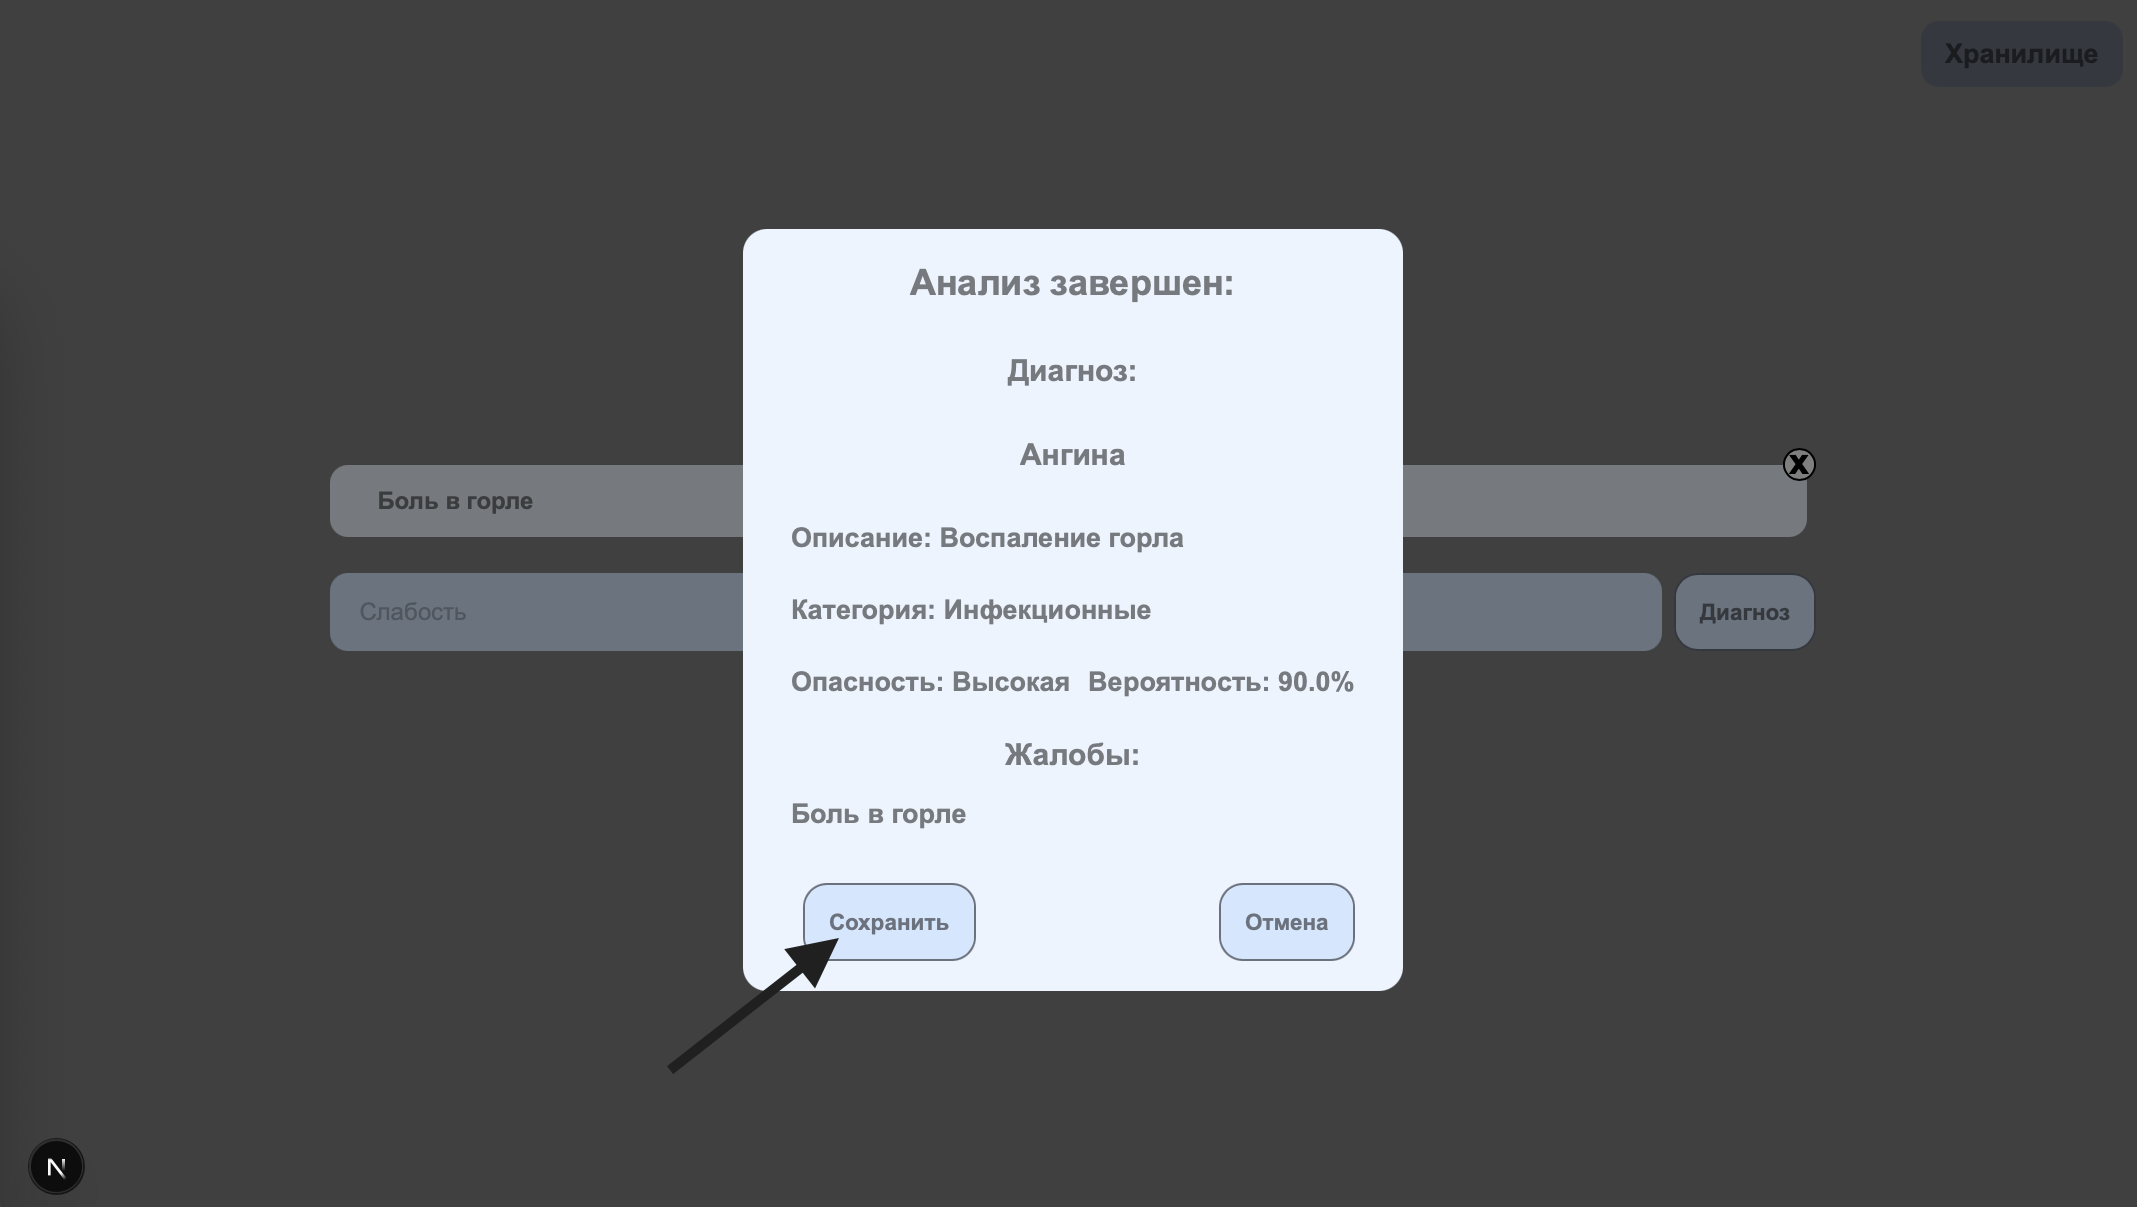 Хранилище
Анализ завершен:
Диагноз:
Ангина
X
Боль в горле
Описание: Воспаление горла
Слабость
Диагноз
Категория: Инфекционные
Опасность: Высокая Вероятность: 90.0%
Жалобы:
Боль в горле
Сохранить
Отмена
N